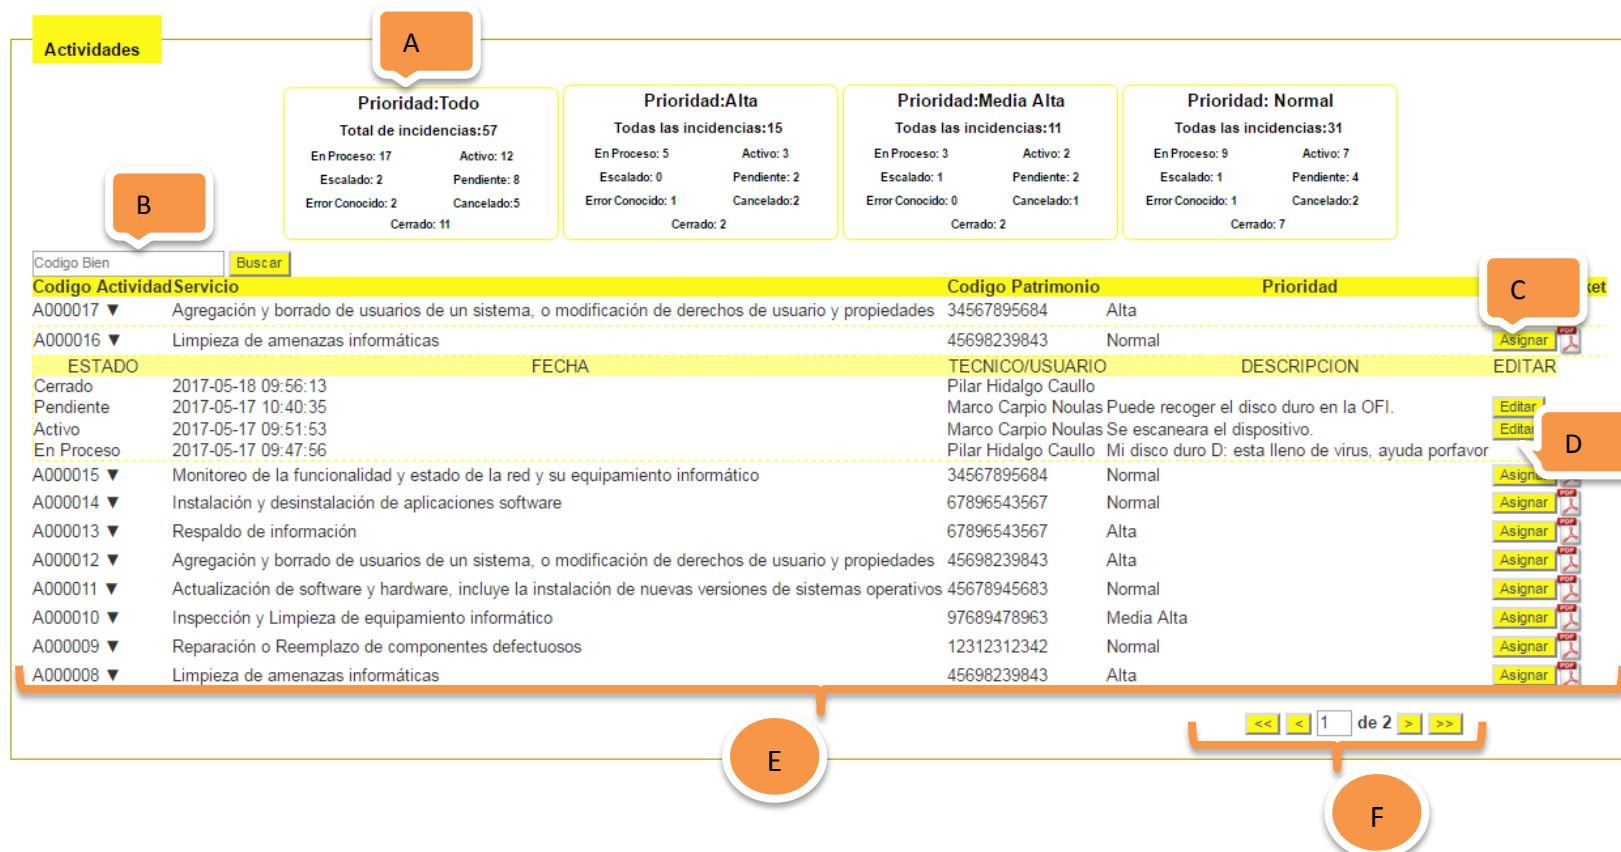 Actividades
A
Prioridad:Todo
Total de incidencias:57
En Proceso: 17 Activo: 12
Escalado: 2 Pendiente: 8
Error Conocido: 2 Cancelado:5
Cerrado: 11
Prioridad:Alta
Todas las incidencias:15
En Proceso: 5 Activo: 3
Escalado: 0 Pendiente: 2
Error Conocido: 1 Cancelado:2
Cerrado: 2
Prioridad:Media Alta
Todas las incidencias:11
En Proceso: 3 Activo: 2
Escalado: 1 Pendiente: 2
Error Conocido: 0 Cancelado:1
Cerrado: 2
Prioridad: Normal
Todas las incidencias:31
En Proceso: 9 Activo: 7
Escalado: 1 Pendiente: 4
Error Conocido: 1 Cancelado:2
Cerrado: 7
B
Codigo Bien Buscar
Codigo Actividad Servicio Codigo Patrimonio Prioridad C ket
A000017 ▼ Agregación y borrado de usuarios de un sistema, o modificación de derechos de usuario y propiedades 34567895684 Alta
A000016 ▼ Limpieza de amenazas informáticas 45698239843 Normal Asignar PDF
ESTADO FECHA TECNICO/USUARIO DESCRIPCION EDITAR
Cerrado 2017-05-18 09:56:13 Pilar Hidalgo Caullo
Pendiente 2017-05-17 10:40:35 Marco Carpio Noulas Puede recoger el disco duro en la OFI. Editar
Activo 2017-05-17 09:51:53 Marco Carpio Noulas Se escaneara el dispositivo. Editar
En Proceso 2017-05-17 09:47:56 Pilar Hidalgo Caullo Mi disco duro D: esta lleno de virus, ayuda porfavor
D
A000015 ▼ Monitoreo de la funcionalidad y estado de la red y su equipamiento informático 34567895684 Normal Asignar
A000014 ▼ Instalación y desinstalación de aplicaciones software 67896543567 Normal Asignar PDF
A000013 ▼ Respaldo de información 67896543567 Alta Asignar PDF
A000012 ▼ Agregación y borrado de usuarios de un sistema, o modificación de derechos de usuario y propiedades 45698239843 Alta Asignar PDF
A000011 ▼ Actualización de software y hardware, incluye la instalación de nuevas versiones de sistemas operativos 45678945683 Normal Asignar PDF
A000010 ▼ Inspección y Limpieza de equipamiento informático 97689478963 Media Alta Asignar PDF
A000009 ▼ Reparación o Reemplazo de componentes defectuosos 12312312342 Normal Asignar PDF
A000008 ▼ Limpieza de amenazas informáticas 45698239843 Alta Asignar PDF
<< < 1 de 2 > >>
E
F